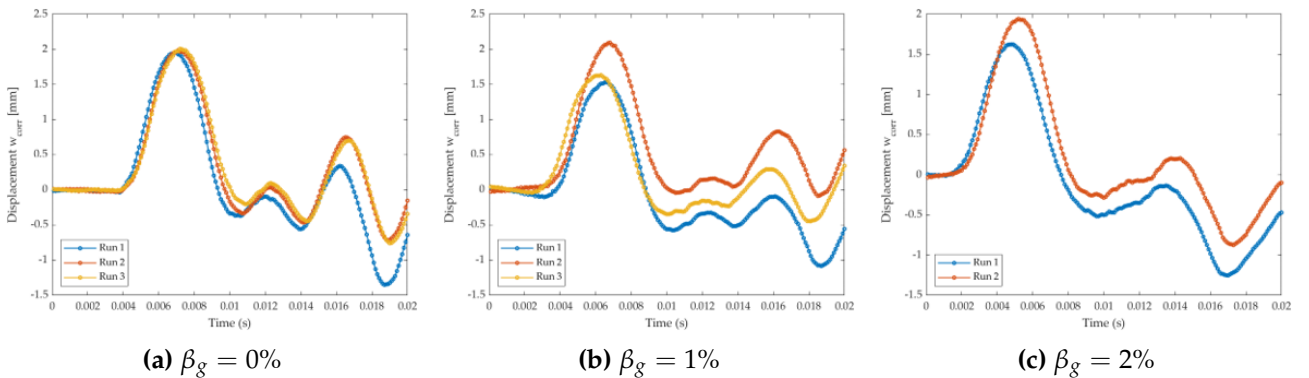 2.5
2
1.5
1
0.5
0
-0.5
-1
-1.5
Displacement w_corr [mm]
Run 1
Run 2
Run 3
0 0.002 0.004 0.006 0.008 0.01 0.012 0.014 0.016 0.018 0.02
Time (s)
(a) β_g = 0%
2.5
2
1.5
1
0.5
0
-0.5
-1
-1.5
Displacement w_corr [mm]
Run 1
Run 2
Run 3
0 0.002 0.004 0.006 0.008 0.01 0.012 0.014 0.016 0.018 0.02
Time (s)
(b) β_g = 1%
2
1.5
1
0.5
0
-0.5
-1
-1.5
Displacement w_corr [mm]
Run 1
Run 2
0 0.002 0.004 0.006 0.008 0.01 0.012 0.014 0.016 0.018 0.02
Time (s)
(c) β_g = 2%